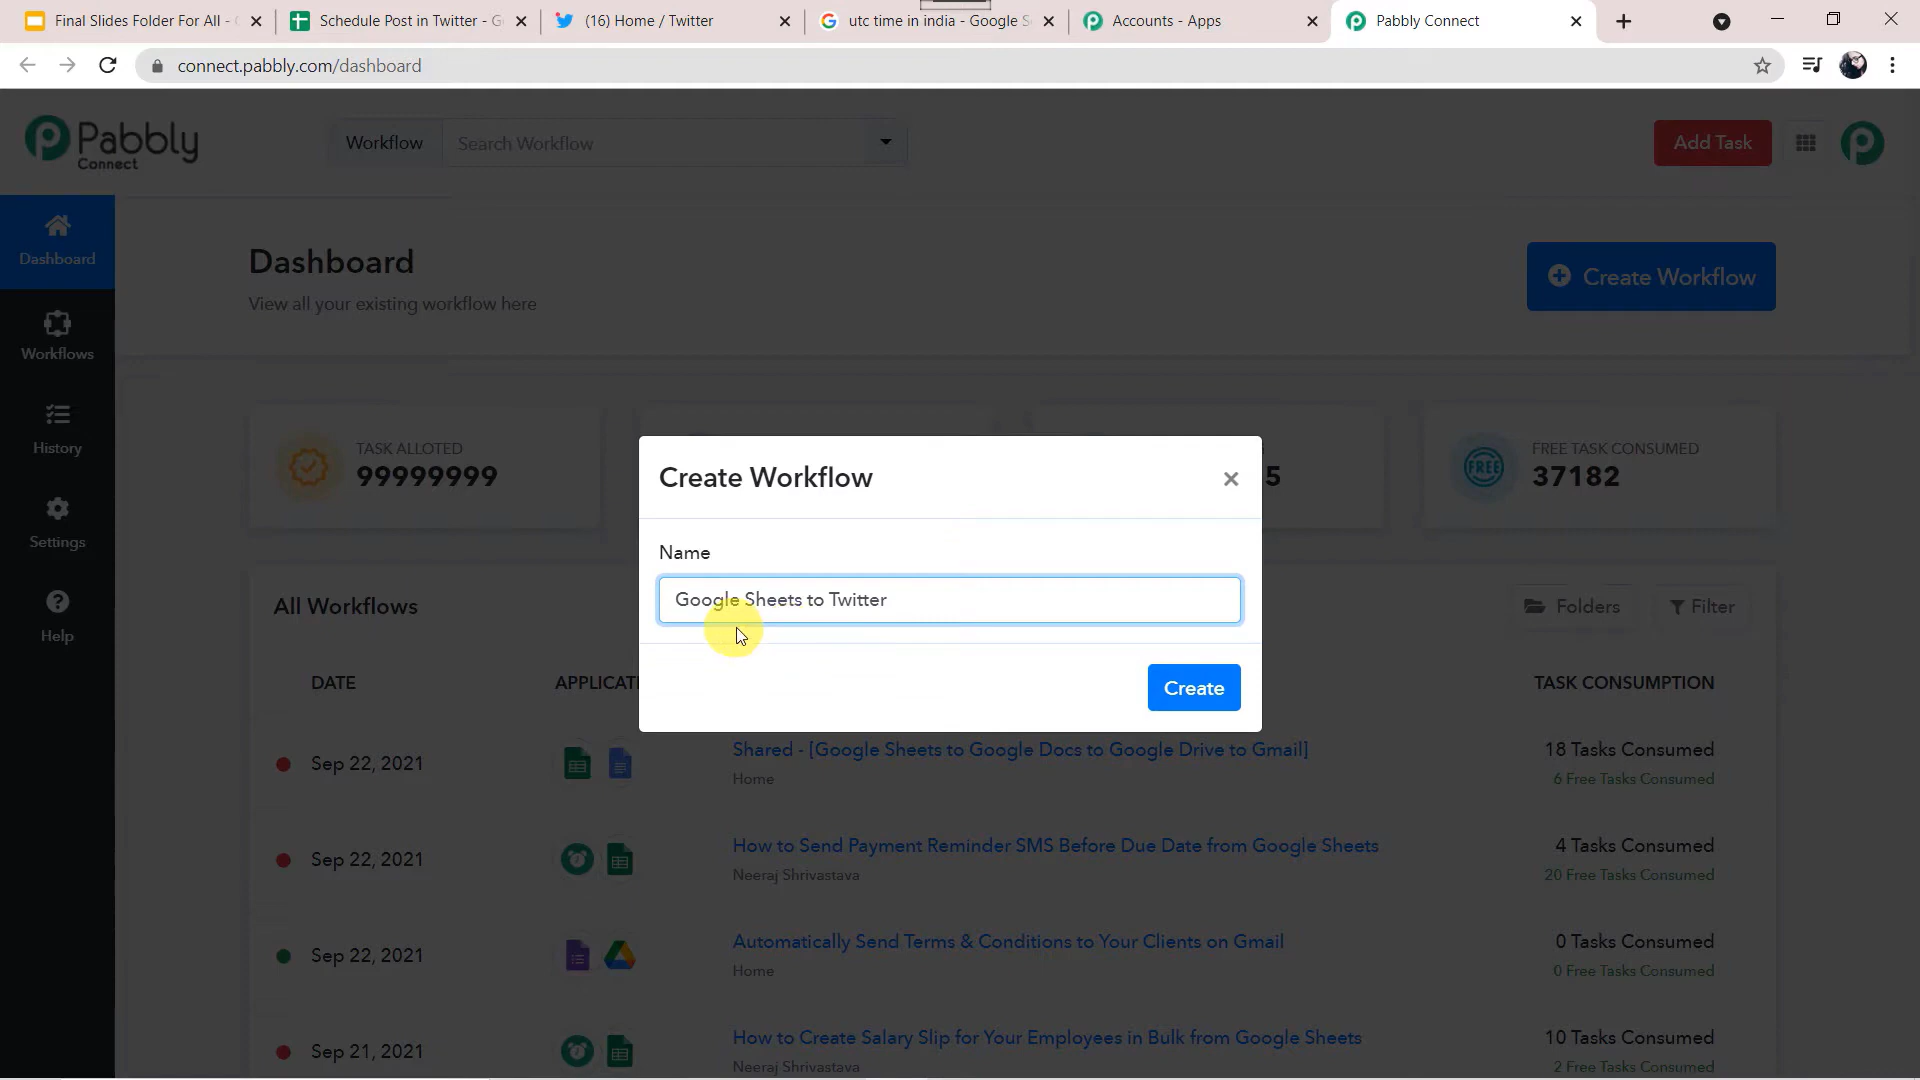 Final Slides Folder For All -
Schedule Post in Twitter - G
(16) Home / Twitter
utc time in india - Google S
Accounts - Apps
Pabbly Connect
connect.pabbly.com/dashboard
Pabbly
Connect
Workflow
Search Workflow
Add Task
Dashboard
Workflows
History
Settings
Help
Dashboard
View all your existing workflow here
Create Workflow
TASK ALLOTED
99999999
5
FREE TASK CONSUMED
37182
FREE
Create Workflow
Name
Google Sheets to Twitter
Create
All Workflows
Folders
Filter
DATE
APPLICAT
TASK CONSUMPTION
Sep 22, 2021
Shared - [Google Sheets to Google Docs to Google Drive to Gmail]
Home
18 Tasks Consumed
6 Free Tasks Consumed
Sep 22, 2021
How to Send Payment Reminder SMS Before Due Date from Google Sheets
Neeraj Shrivastava
4 Tasks Consumed
20 Free Tasks Consumed
Sep 22, 2021
Automatically Send Terms & Conditions to Your Clients on Gmail
Home
0 Tasks Consumed
0 Free Tasks Consumed
Sep 21, 2021
How to Create Salary Slip for Your Employees in Bulk from Google Sheets
Neeraj Shrivastava
10 Tasks Consumed
2 Free Tasks Consumed